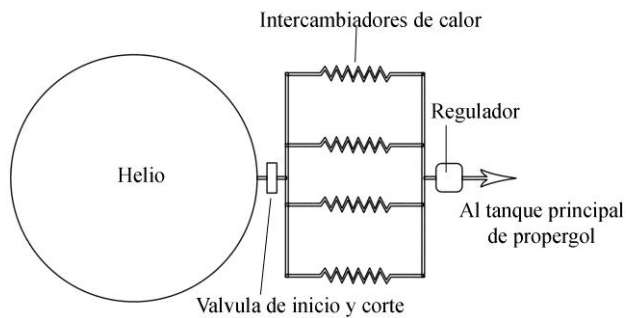 Intercambiadores de calor
Regulador
Helio
Al tanque principal
de propergol
Valvula de inicio y corte